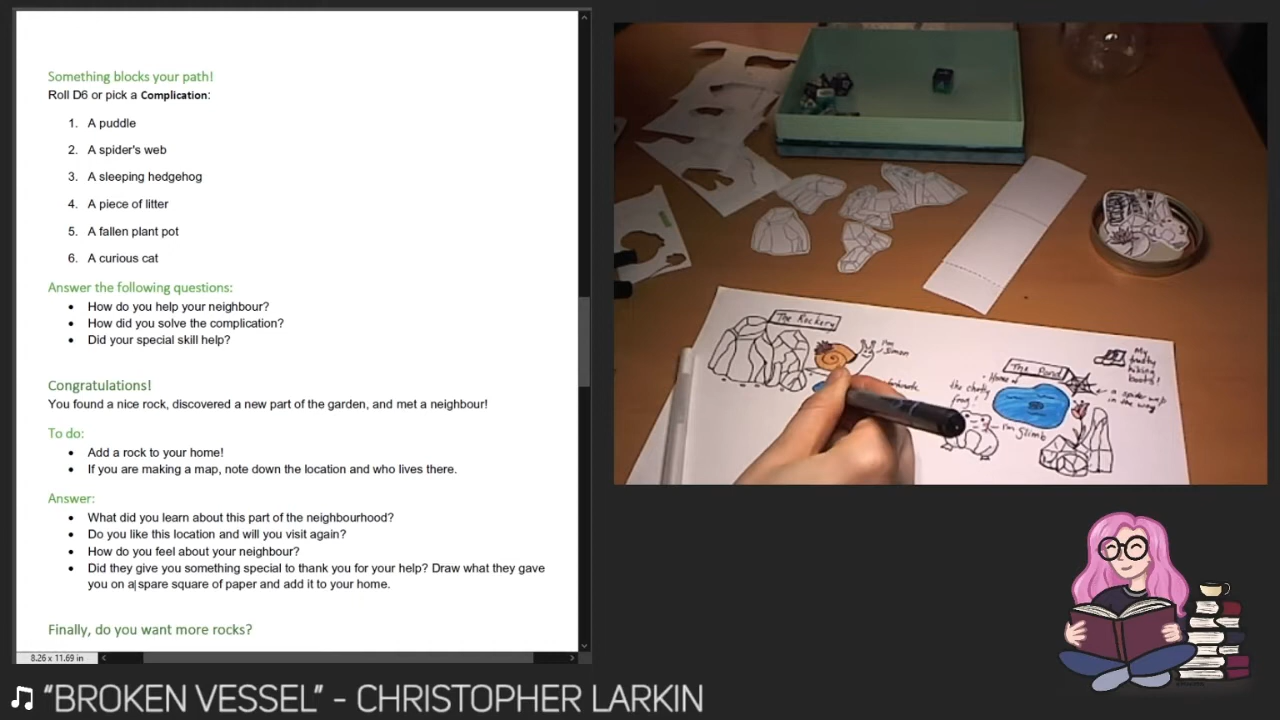 Something blocks your path!
Roll D6 or pick a Complication:
1. A puddle
2. A spider's web
3. A sleeping hedgehog
4. A piece of litter
5. A fallen plant pot
6. A curious cat
Answer the following questions:
• How do you help your neighbour?
• How did you solve the complication?
• Did your special skill help?
Congratulations!
You found a nice rock, discovered a new part of the garden, and met a neighbour!
To do:
• Add a rock to your home!
• If you are making a map, note down the location and who lives there.
Answer:
• What did you learn about this part of the neighbourhood?
• Do you like this location and will you visit again?
• How do you feel about your neighbour?
• Did they give you something special to thank you for your help? Draw what they gave
you on a spare square of paper and add it to your home.
Finally, do you want more rocks?
8.26 x 11.69 in
The Rockery
I'm
Simon
The Pond
Home of
the chatty
frog!
I'm Glimb
My
trusty
hiking
boots!
a spider web
in the way
♫ “BROKEN VESSEL” - CHRISTOPHER LARKIN